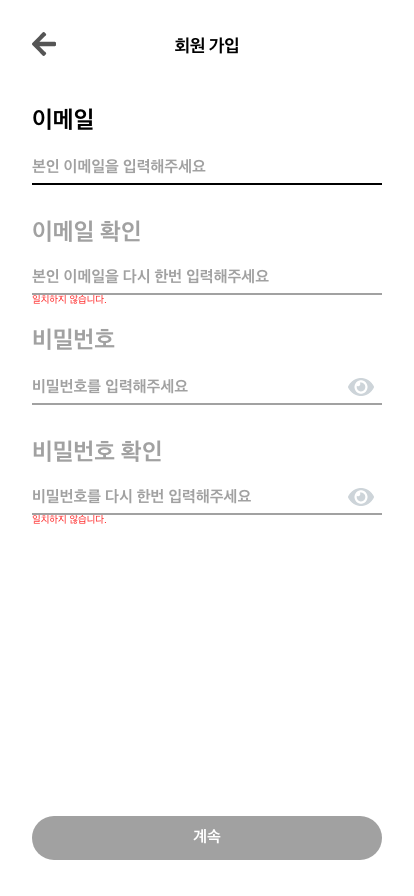 회원 가입
이메일
본인 이메일을 입력해주세요
이메일 확인
본인 이메일을 다시 한번 입력해주세요
일치하지 않습니다.
비밀번호
비밀번호를 입력해주세요
비밀번호 확인
비밀번호를 다시 한번 입력해주세요
일치하지 않습니다.
계속